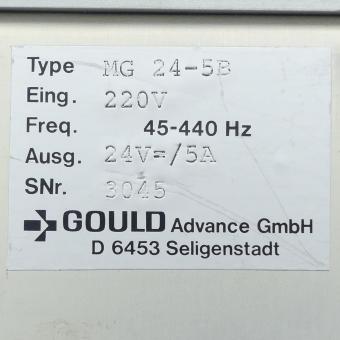 Type MG 24-5B
Eing. 220V
Freq. 45-440 Hz
Ausg. 24V=/5A
SNr. 3045
GOULD Advance GmbH
D 6453 Seligenstadt